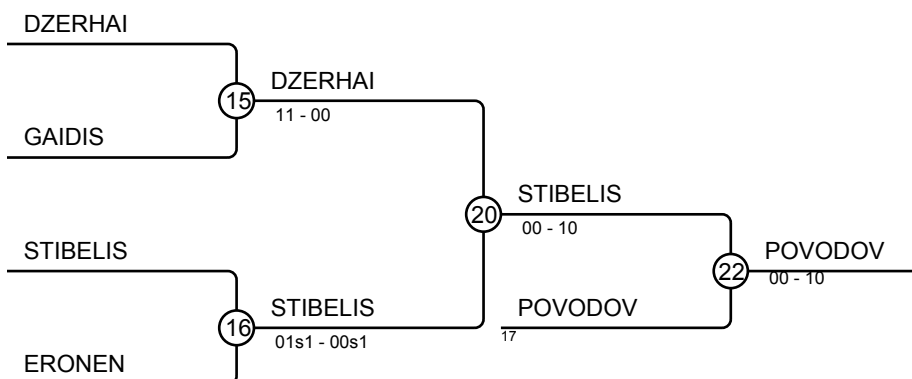 DZERHAI
15
DZERHAI
11 - 00
GAIDIS
20
STIBELIS
00 - 10
STIBELIS
22
POVODOV
00 - 10
16
STIBELIS
01s1 - 00s1
POVODOV
17
ERONEN